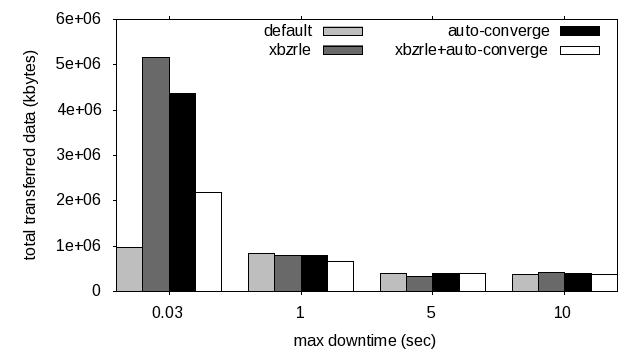 6e+06
5e+06
4e+06
3e+06
2e+06
1e+06
0
total transferred data (kbytes)
default
xbzrle
auto-converge
xbzrle+auto-converge
0.03 1 5 10
max downtime (sec)